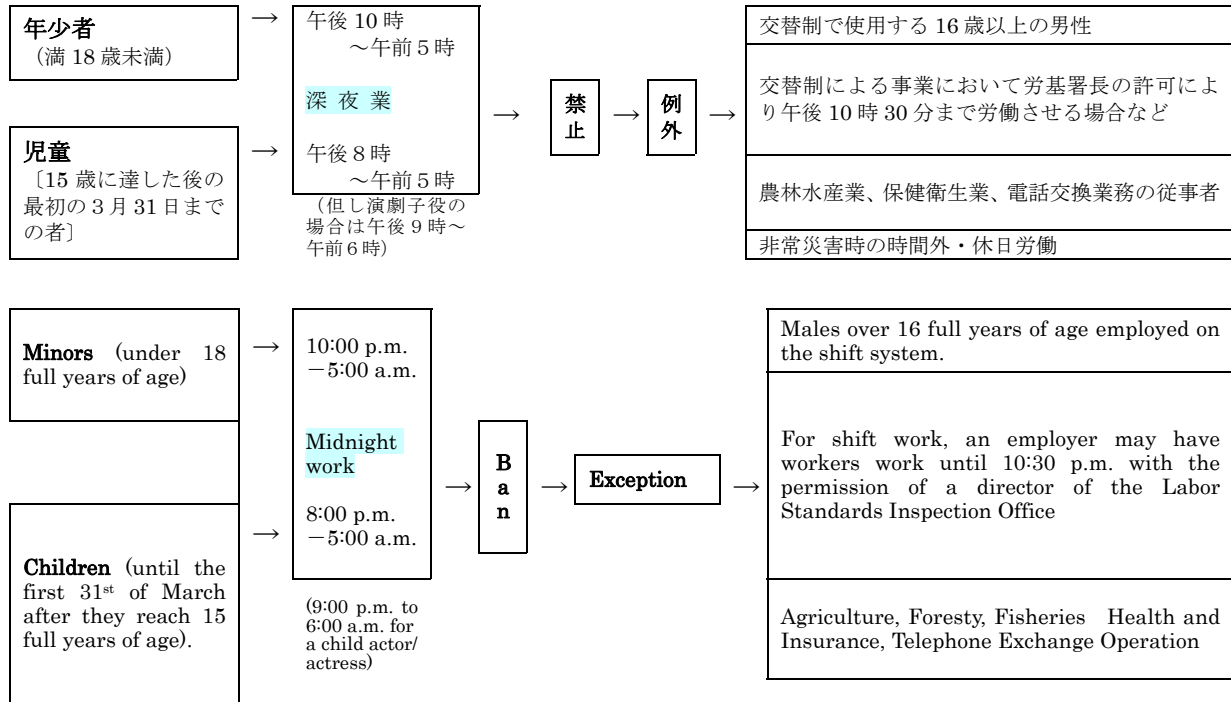 年少者
（満 18 歳未満）
→
午後 10 時
～午前５時
深 夜 業
児童
〔15 歳に達した後の
最初の３月 31 日まで
の者〕
→
午後８時
～午前５時
（但し演劇子役の
場合は午後 9 時～
午前６時）
→
禁
止
→
例
外
→
交替制で使用する 16 歳以上の男性
交替制による事業において労基署長の許可によ
り午後 10 時 30 分まで労働させる場合など
農林水産業、保健衛生業、電話交換業務の従事者
非常災害時の時間外・休日労働
Minors (under 18
full years of age)
→
10:00 p.m.
－5:00 a.m.
Midnight
work
Children (until the
first 31st of March
after they reach 15
full years of age).
→
8:00 p.m.
－5:00 a.m.
(9:00 p.m. to
6:00 a.m. for
a child actor/
actress)
→
B
a
n
→
Exception
→
Males over 16 full years of age employed on
the shift system.
For shift work, an employer may have
workers work until 10:30 p.m. with the
permission of a director of the Labor
Standards Inspection Office
Agriculture, Foresty, Fisheries Health and
Insurance, Telephone Exchange Operation